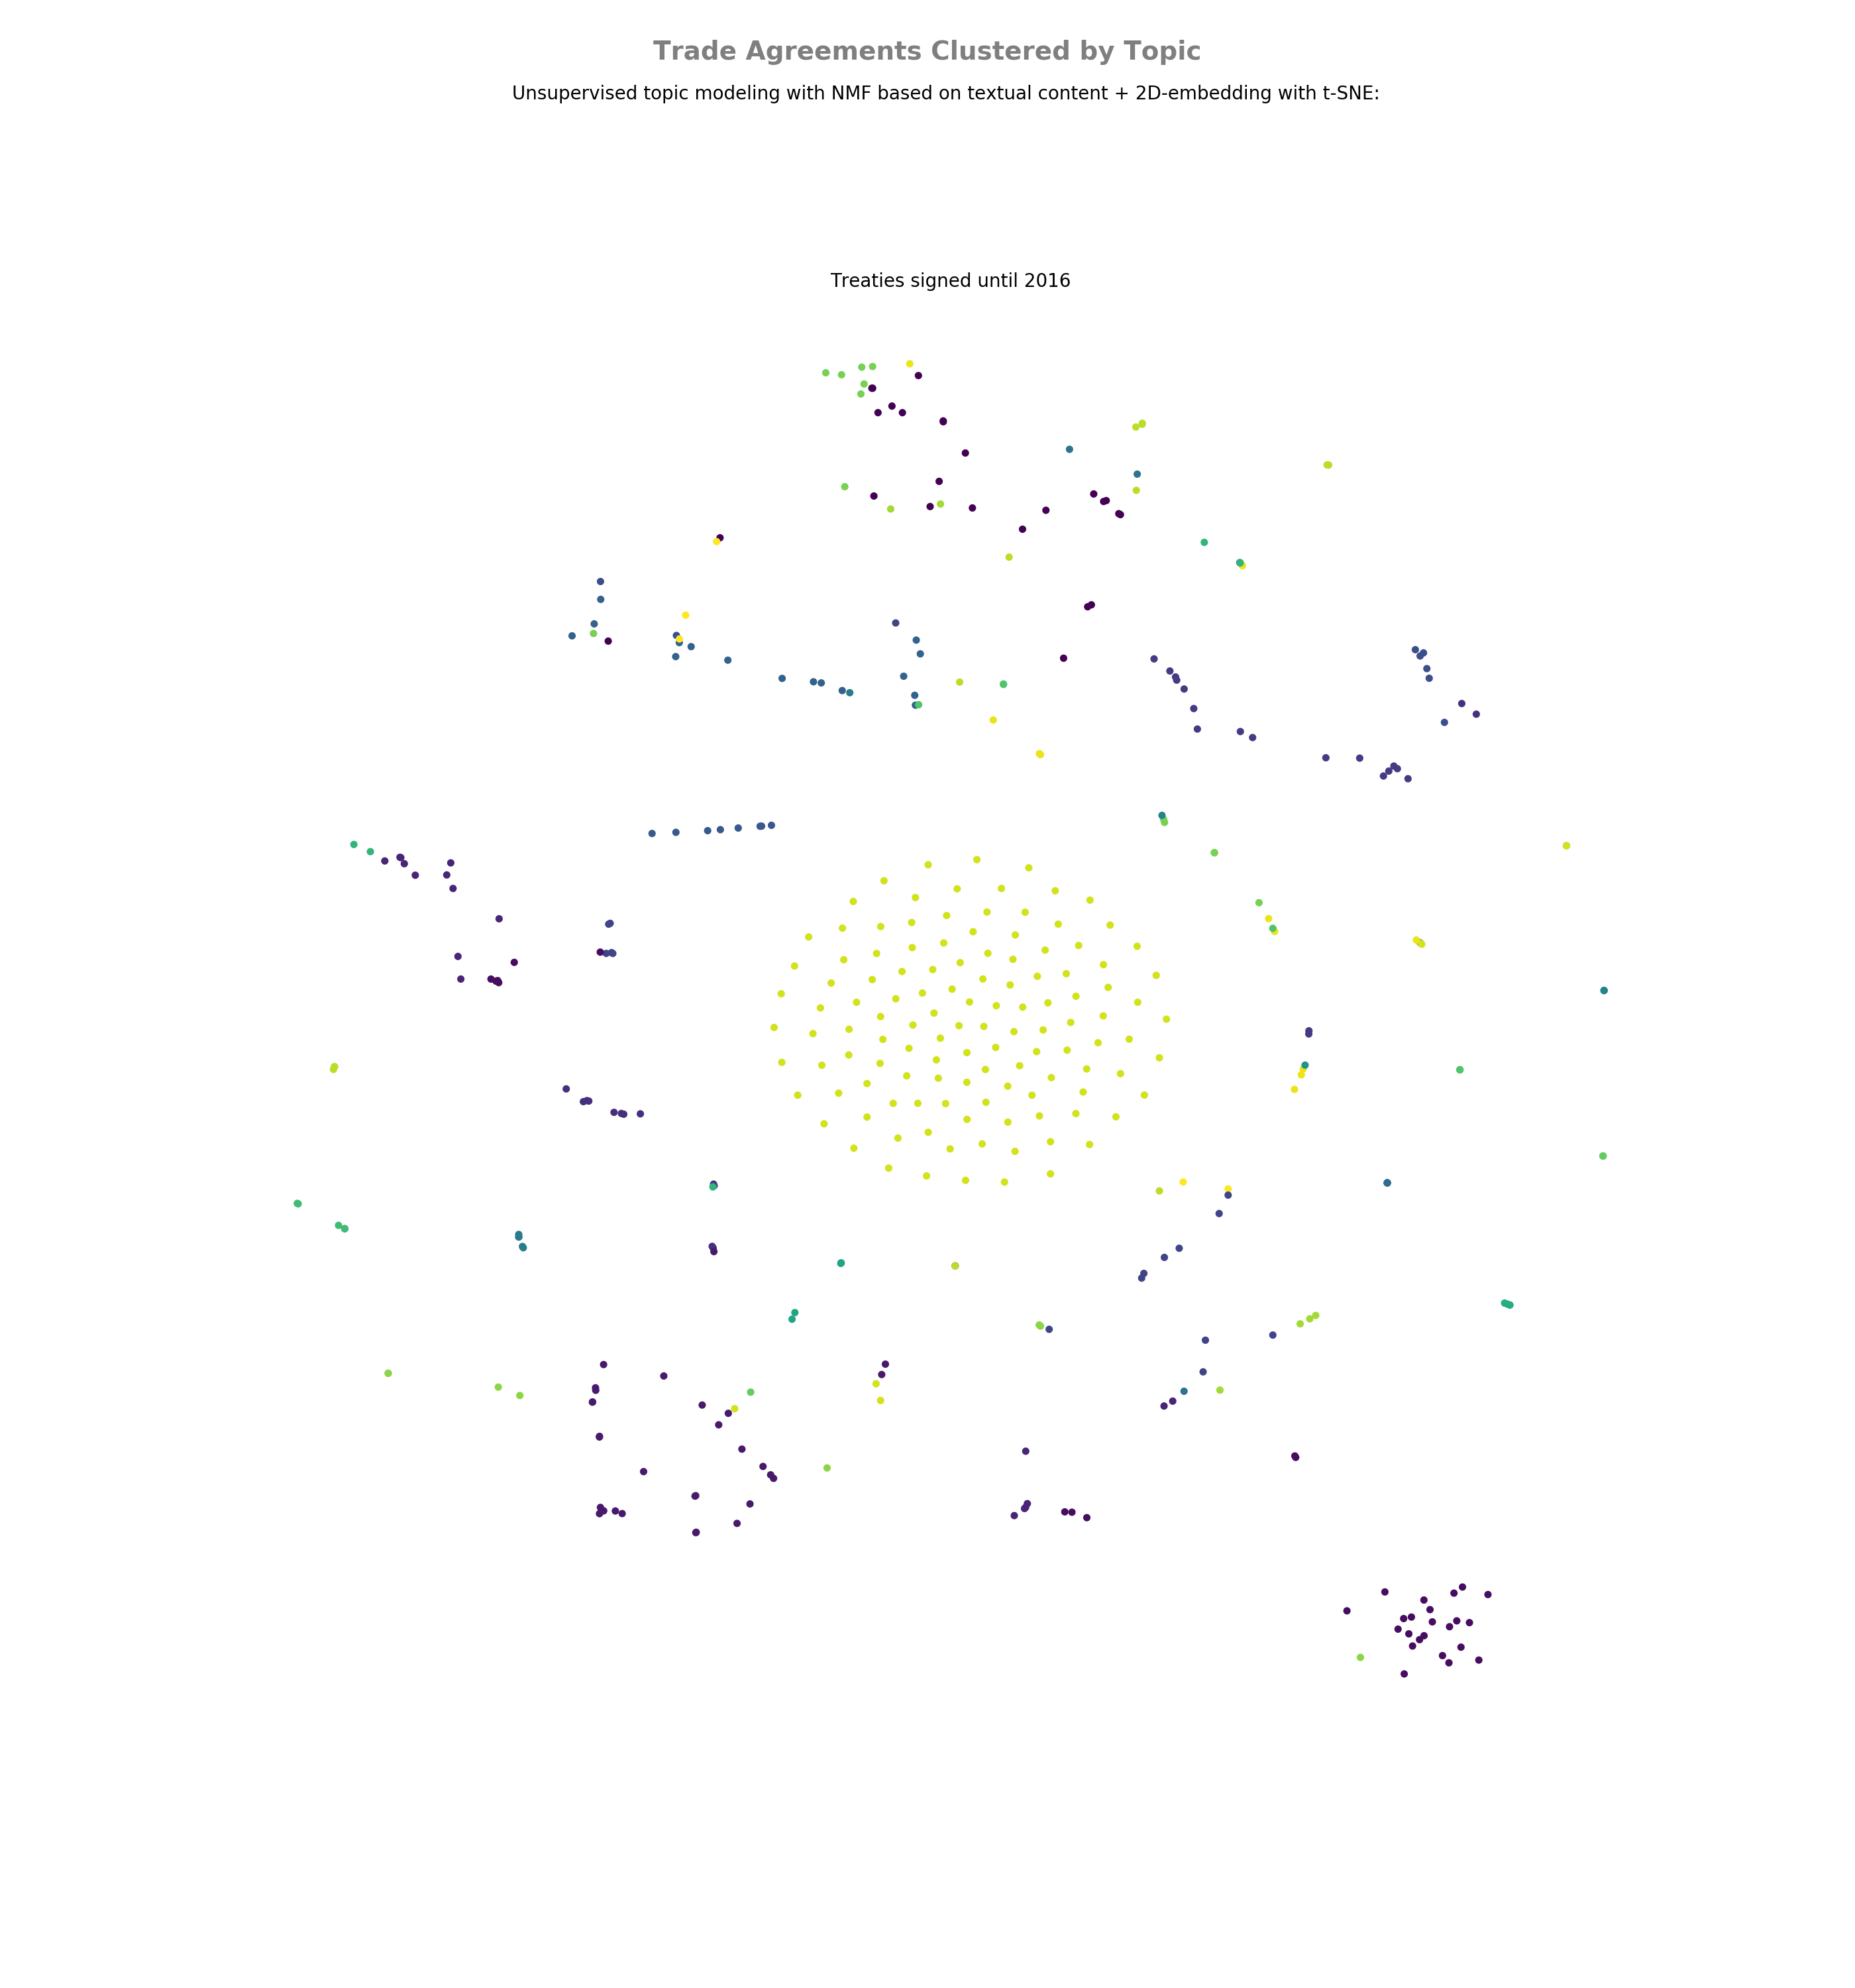 Trade Agreements Clustered by Topic
Unsupervised topic modeling with NMF based on textual content + 2D-embedding with t-SNE:
Treaties signed until 2016